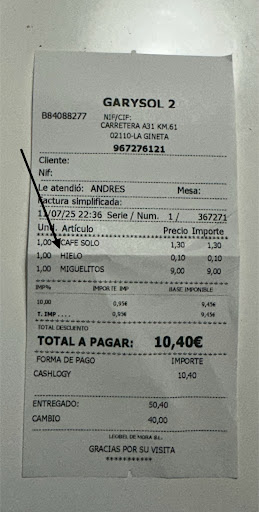 GARYSOL 2
B84088277 NIF/CIF:
CARRETERA A31 KM.61
02110-LA GINETA
967276121
Cliente:
Nif:
Le atendió: ANDRES Mesa:
Factura simplificada:
11/07/25 22:36 Serie / Num. 1 / 367271
Und. Artículo Precio Importe
1,00 CAFE SOLO 1,30 1,30
1,00 HIELO 0,10 0,10
1,00 MIGUELITOS 9,00 9,00
IMP% IMPORTE IMP BASE IMPONIBLE
10,00 0,95€ 9,45€
T. IMP .... 0,95€ 9,45€
TOTAL DESCUENTO
TOTAL A PAGAR: 10,40€
FORMA DE PAGO IMPORTE
CASHLOGY 10,40
ENTREGADO: 50,40
CAMBIO 40,00
LEOBEL DE MORA S.L.
GRACIAS POR SU VISITA
***********